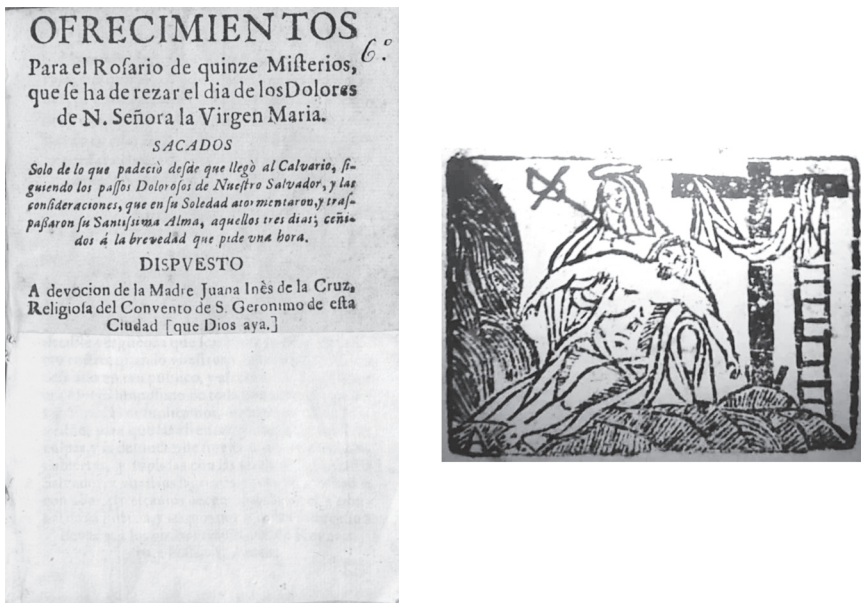 OFRECIMIENTOS
6.º
Para el Roſario de quinze Miſterios,
que ſe ha de rezar el dia de los Dolores
de N. Señora la Virgen Maria.
SACADOS
Solo de lo que padeciò deſde que llegò al Calvario, ſi-
guiendo los paſſos Doloroſos de Nueſtro Salvador, y las
conſideraciones, que en ſu Soledad atormentaron, y traſ-
paßaron ſu Santiſsima Alma, aquellos tres dias; ceñi-
dos á la brevedad que pide vna hora.
DISPVESTO
A devocion de la Madre Juana Inès de la Cruz,
Religioſa del Convento de S. Geronimo de eſta
Ciudad [que Dios aya.]
A